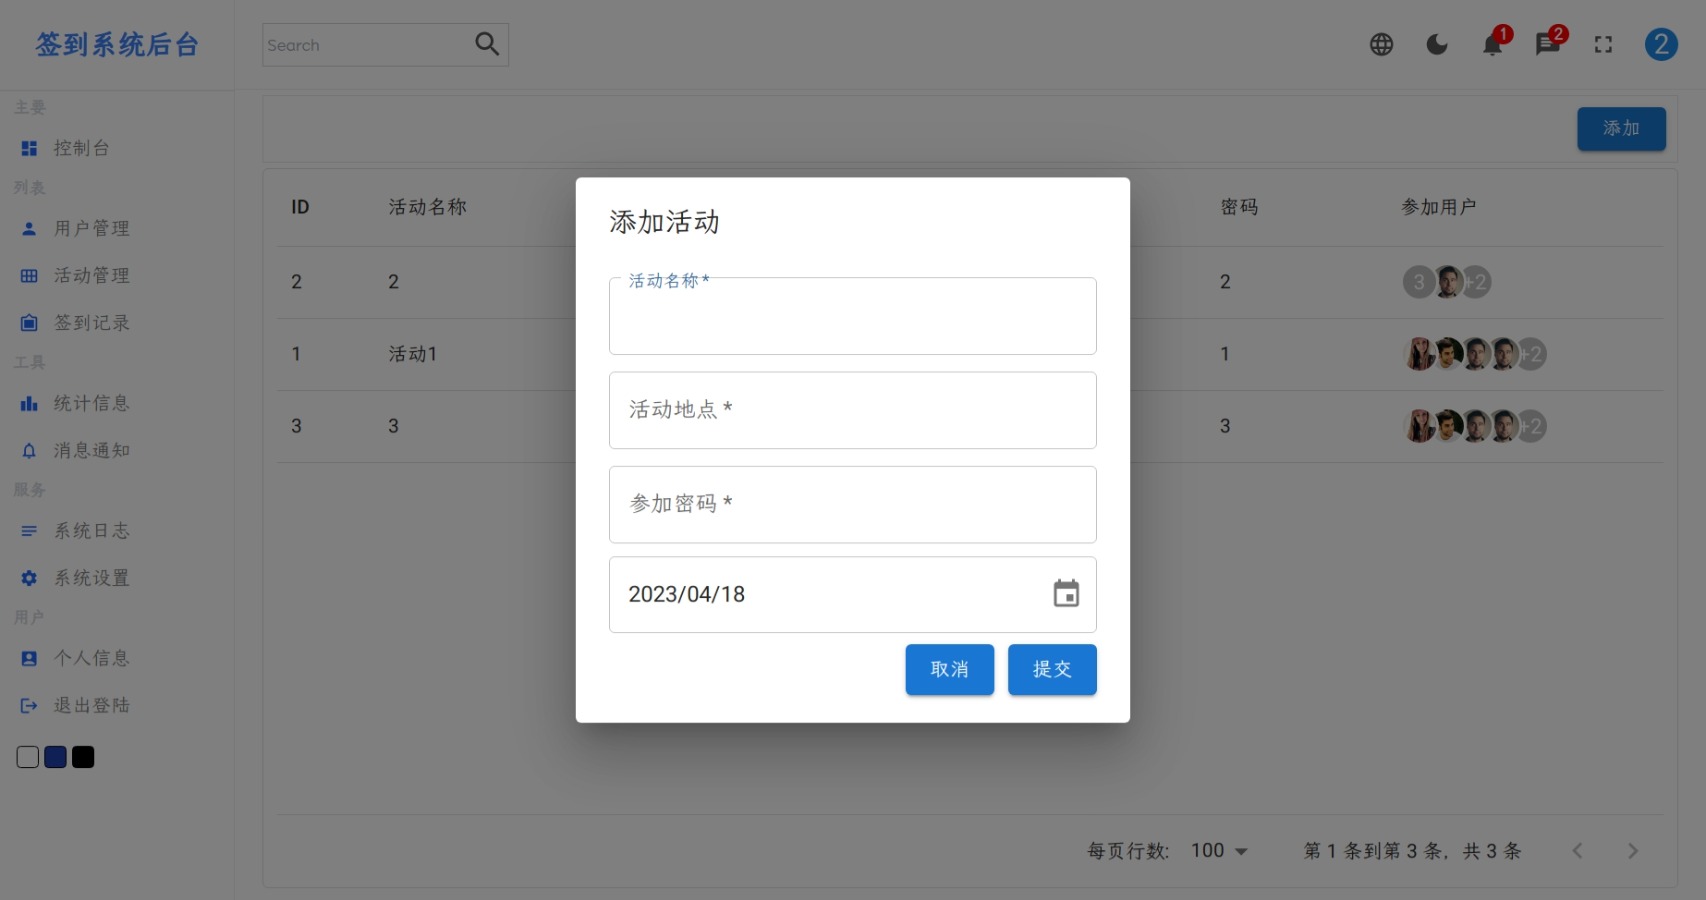 签到系统后台
Search
1
2
2
主要
控制台
列表
用户管理
活动管理
签到记录
工具
统计信息
消息通知
服务
系统日志
系统设置
用户
个人信息
退出登陆
添加
ID 活动名称 密码 参加用户
2 2 2 3 +2
1 活动1 1 +2
3 3 3 +2
添加活动
活动名称 *
活动地点 *
参加密码 *
2023/04/18
取消 提交
每页行数: 100 第 1 条到第 3 条，共 3 条